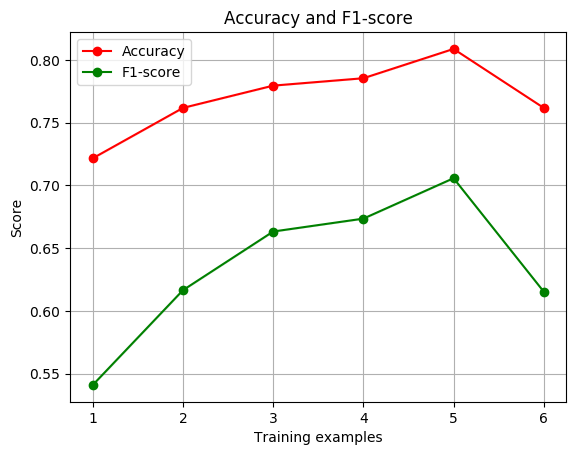 Accuracy and F1-score
Accuracy
F1-score
0.80
0.75
0.70
0.65
0.60
0.55
Score
1 2 3 4 5 6
Training examples